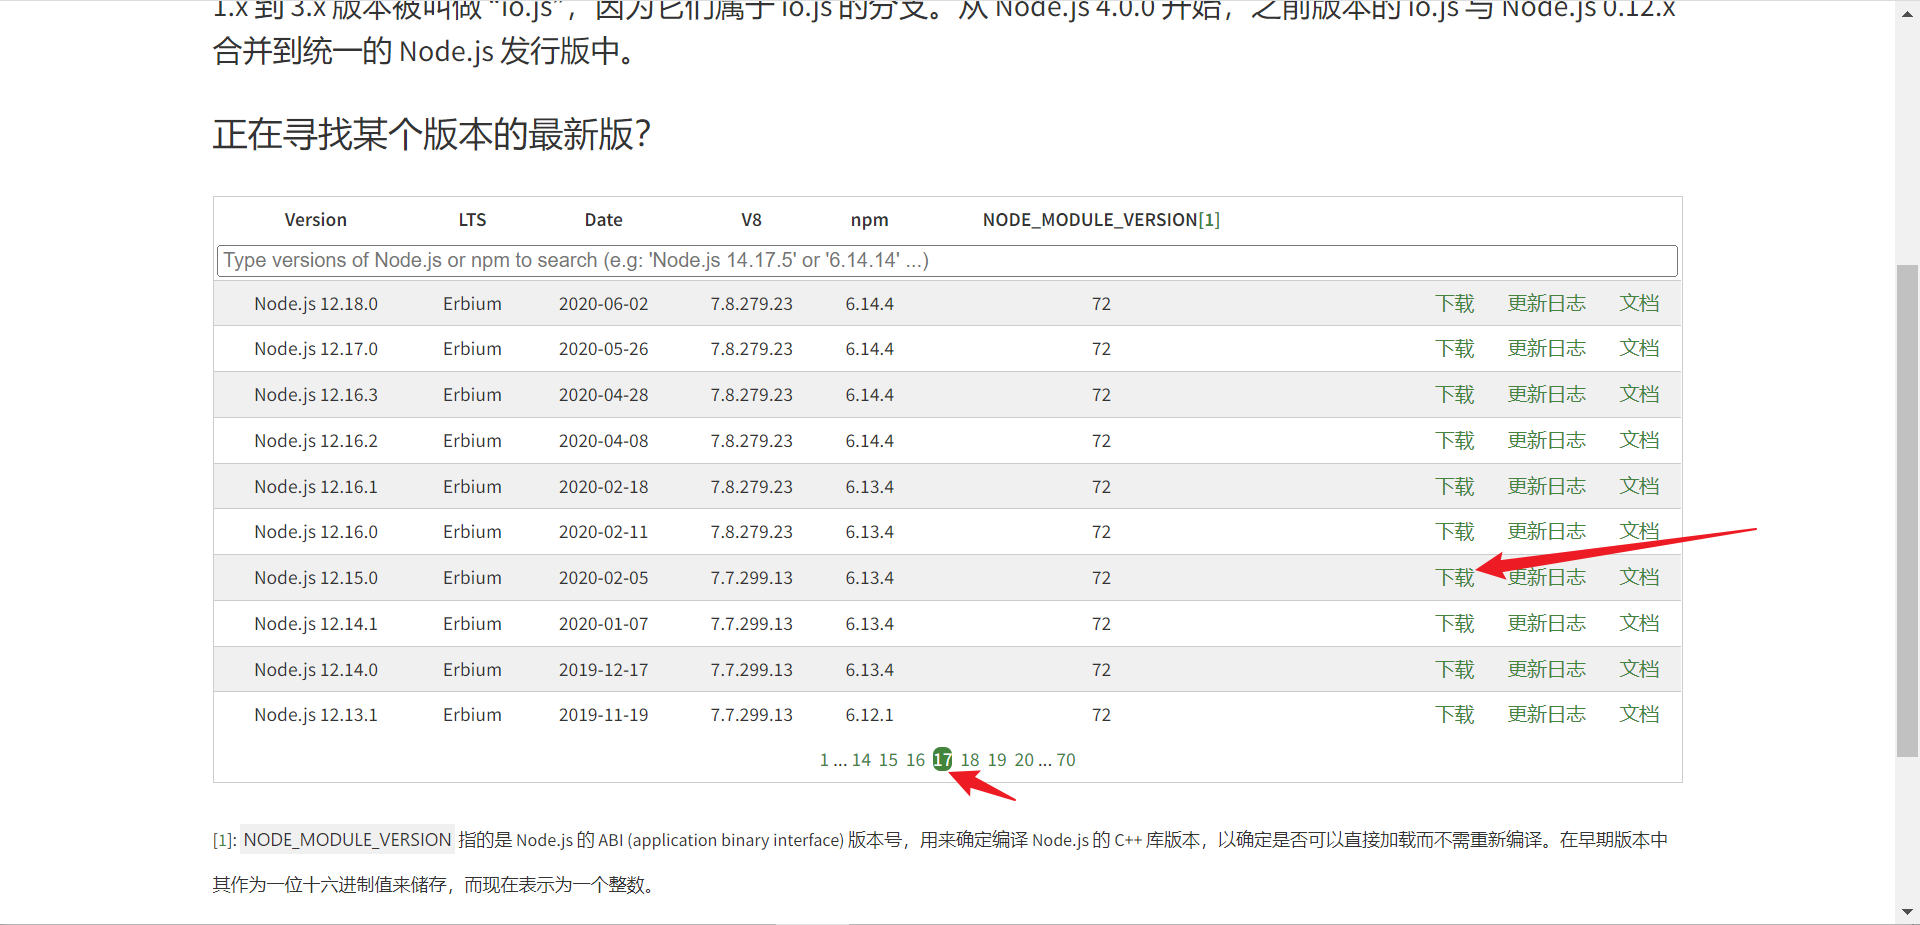 1.x 到 3.x 版本被叫做 “io.js”，因为它们属于 io.js 的分支。从 Node.js 4.0.0 开始，之前版本的 io.js 与 Node.js 0.12.x
合并到统一的 Node.js 发行版中。
正在寻找某个版本的最新版？
Version LTS Date V8 npm NODE_MODULE_VERSION[1]
Type versions of Node.js or npm to search (e.g: 'Node.js 14.17.5' or '6.14.14' ...)
Node.js 12.18.0 Erbium 2020-06-02 7.8.279.23 6.14.4 72 下载 更新日志 文档
Node.js 12.17.0 Erbium 2020-05-26 7.8.279.23 6.14.4 72 下载 更新日志 文档
Node.js 12.16.3 Erbium 2020-04-28 7.8.279.23 6.14.4 72 下载 更新日志 文档
Node.js 12.16.2 Erbium 2020-04-08 7.8.279.23 6.14.4 72 下载 更新日志 文档
Node.js 12.16.1 Erbium 2020-02-18 7.8.279.23 6.13.4 72 下载 更新日志 文档
Node.js 12.16.0 Erbium 2020-02-11 7.8.279.23 6.13.4 72 下载 更新日志 文档
Node.js 12.15.0 Erbium 2020-02-05 7.7.299.13 6.13.4 72 下载 更新日志 文档
Node.js 12.14.1 Erbium 2020-01-07 7.7.299.13 6.13.4 72 下载 更新日志 文档
Node.js 12.14.0 Erbium 2019-12-17 7.7.299.13 6.13.4 72 下载 更新日志 文档
Node.js 12.13.1 Erbium 2019-11-19 7.7.299.13 6.12.1 72 下载 更新日志 文档
1 ... 14 15 16 17 18 19 20 ... 70
[1]: NODE_MODULE_VERSION 指的是 Node.js 的 ABI (application binary interface) 版本号，用来确定编译 Node.js 的 C++ 库版本，以确定是否可以直接加载而不需重新编译。在早期版本中
其作为一位十六进制值来储存，而现在表示为一个整数。